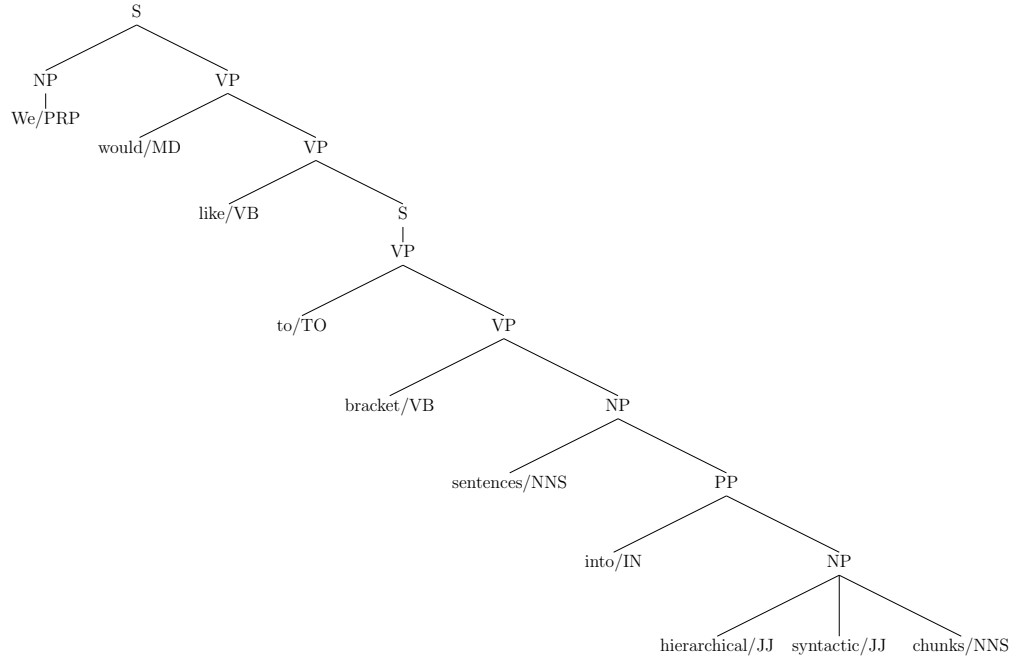 S
NP VP
We/PRP
would/MD VP
like/VB S
VP
to/TO VP
bracket/VB NP
sentences/NNS PP
into/IN NP
hierarchical/JJ syntactic/JJ chunks/NNS